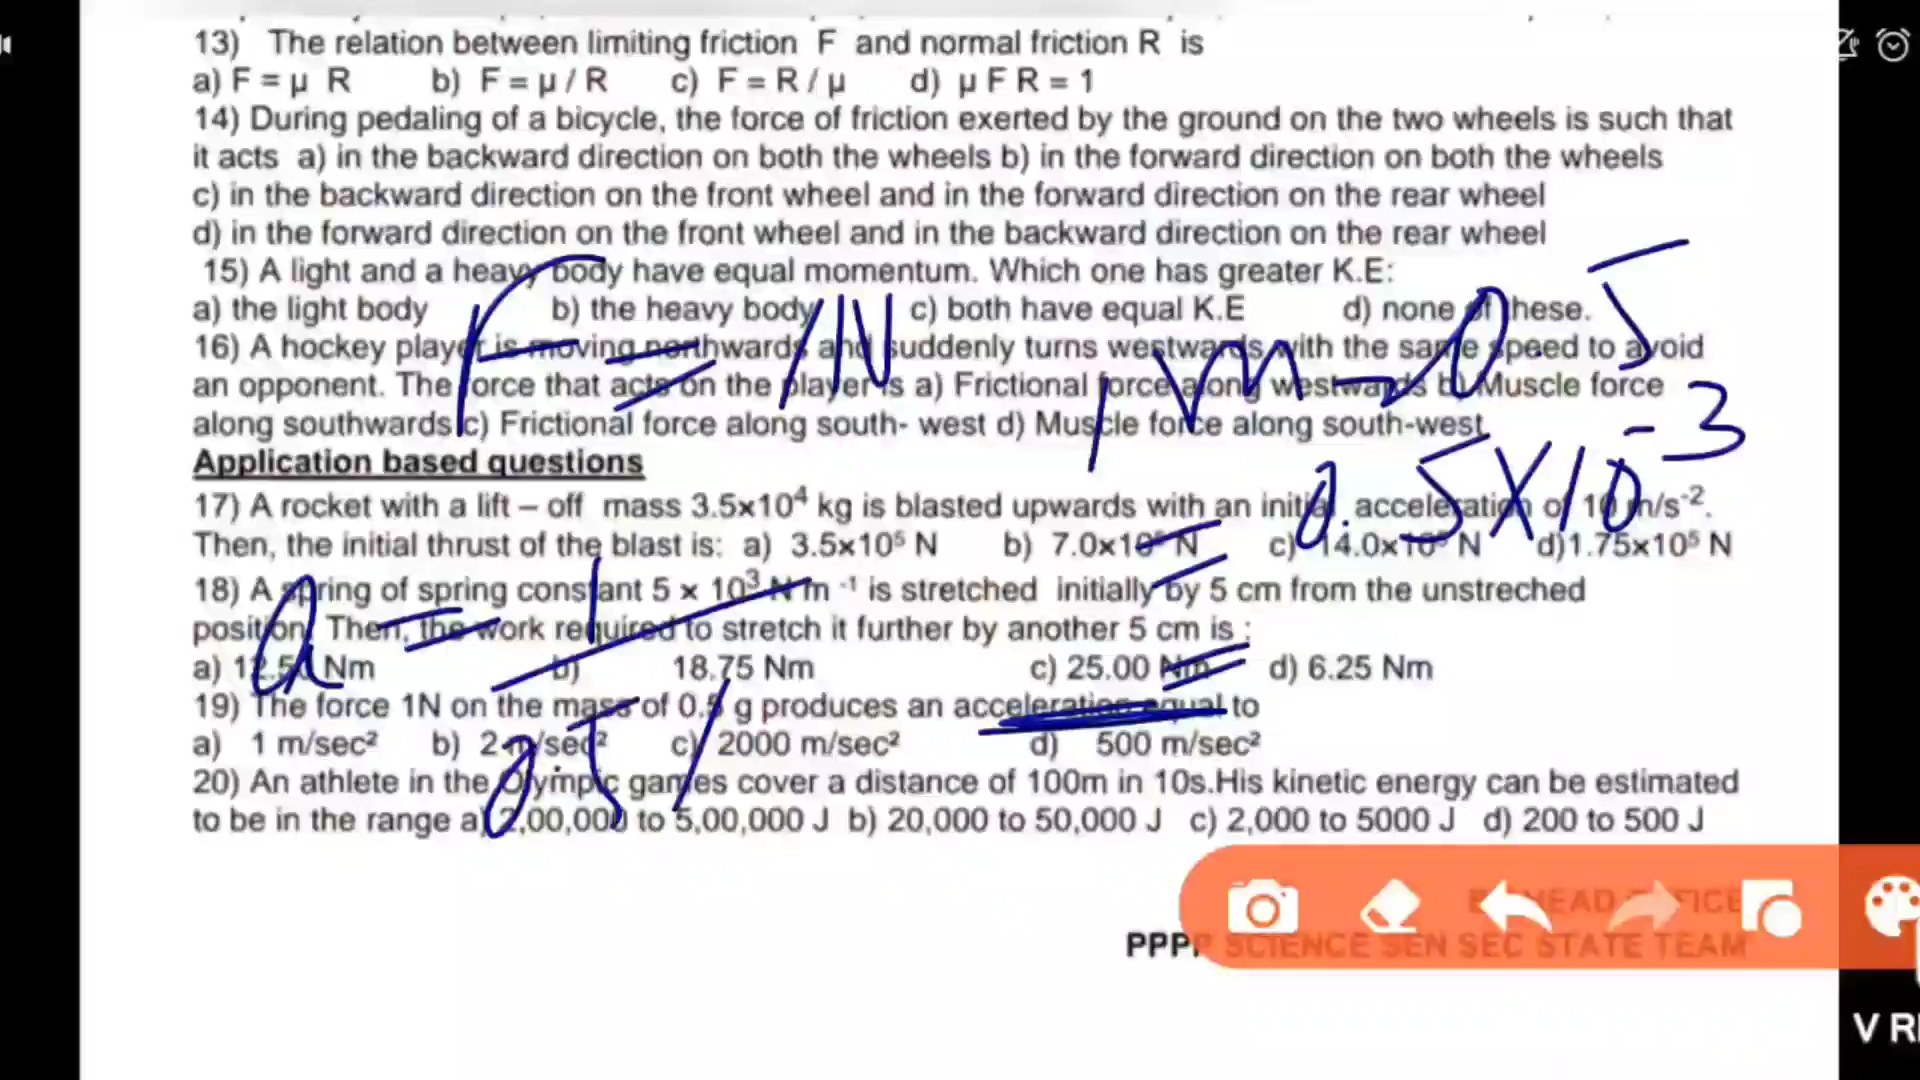 13) The relation between limiting friction F and normal friction R is
a) F = μ R b) F = μ / R c) F = R / μ d) μ F R = 1
14) During pedaling of a bicycle, the force of friction exerted by the ground on the two wheels is such that
it acts a) in the backward direction on both the wheels b) in the forward direction on both the wheels
c) in the backward direction on the front wheel and in the forward direction on the rear wheel
d) in the forward direction on the front wheel and in the backward direction on the rear wheel
15) A light and a heavy body have equal momentum. Which one has greater K.E:
a) the light body b) the heavy body c) both have equal K.E d) none of these.
F = 1N , m = 0.5
16) A hockey player is moving northwards and suddenly turns westwards with the same speed to avoid
an opponent. The force that acts on the player is a) Frictional force along westwards b) Muscle force
along southwards c) Frictional force along south- west d) Muscle force along south-west
= 0.5X10-3
Application based questions
17) A rocket with a lift – off mass 3.5x10⁴ kg is blasted upwards with an initial acceleration of 10 m/s⁻².
Then, the initial thrust of the blast is: a) 3.5x10⁵ N b) 7.0x10⁵ N c) 14.0x10⁵ N d)1.75x10⁵ N
18) A spring of spring constant 5 × 10³ N m ⁻¹ is stretched initially by 5 cm from the unstreched
position. Then, the work required to stretch it further by another 5 cm is :
a) 12.50 Nm b) 18.75 Nm c) 25.00 Nm d) 6.25 Nm
a = 1
0.5
=
19) The force 1N on the mass of 0.5 g produces an acceleration equal to
a) 1 m/sec² b) 2 m/sec² c) 2000 m/sec² d) 500 m/sec²
20) An athlete in the Olympic games cover a distance of 100m in 10s.His kinetic energy can be estimated
to be in the range a) 2,00,000 to 5,00,000 J b) 20,000 to 50,000 J c) 2,000 to 5000 J d) 200 to 500 J
HEAD OFFICE
PPPP SCIENCE SEN SEC STATE TEAM
V